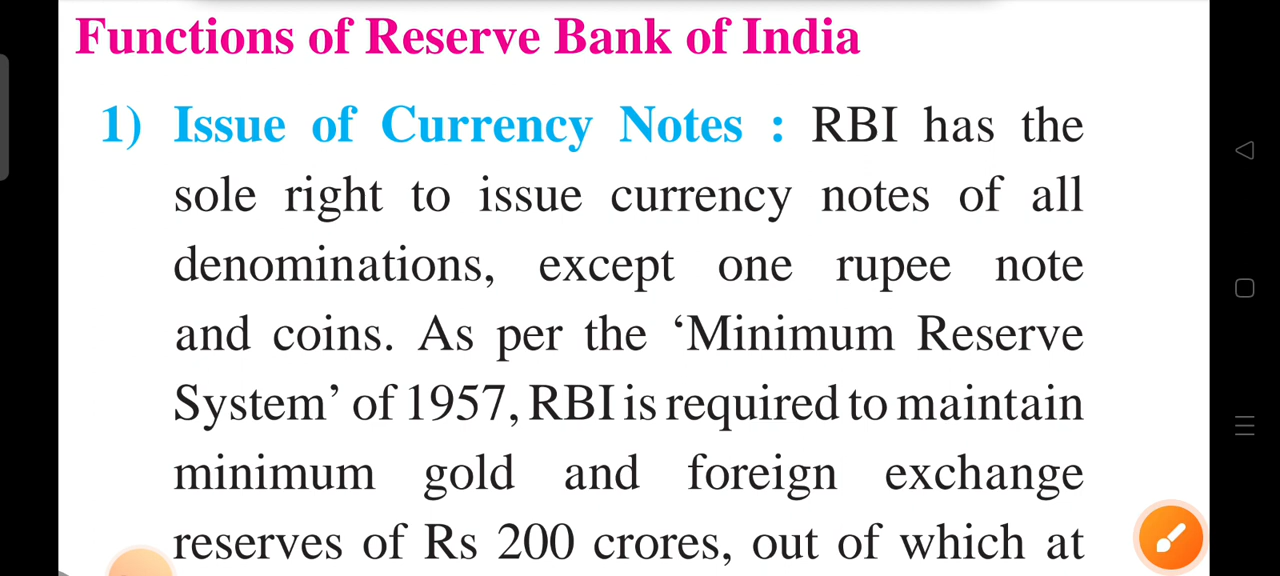 Functions of Reserve Bank of India
1) Issue of Currency Notes : RBI has the
sole right to issue currency notes of all
denominations, except one rupee note
and coins. As per the ‘Minimum Reserve
System’ of 1957, RBI is required to maintain
minimum gold and foreign exchange
reserves of Rs 200 crores, out of which at